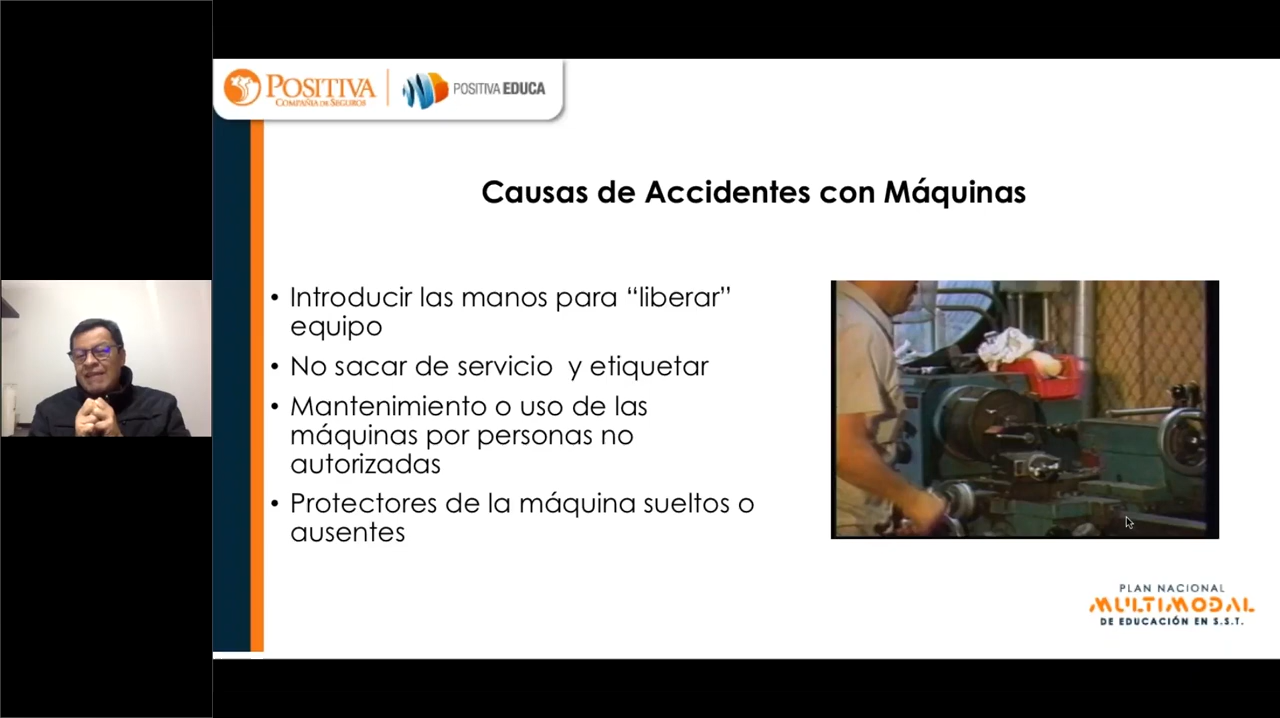 POSITIVA
COMPAÑIA DE SEGUROS
POSITIVA EDUCA
Causas de Accidentes con Máquinas
• Introducir las manos para “liberar”
equipo
• No sacar de servicio y etiquetar
• Mantenimiento o uso de las
máquinas por personas no
autorizadas
• Protectores de la máquina sueltos o
ausentes
PLAN NACIONAL
MULTIMODAL
DE EDUCACIÓN EN S.S.T.